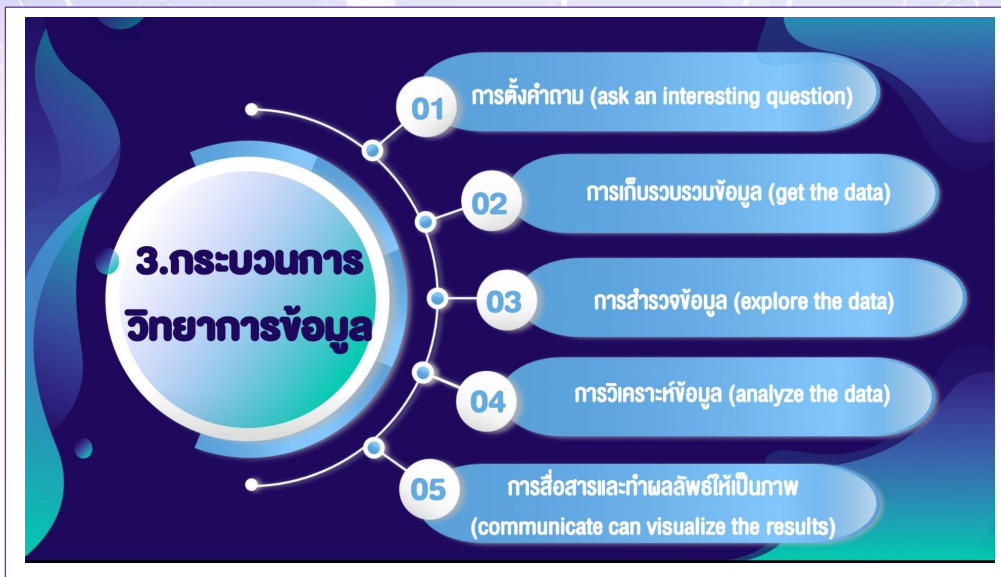 3.กระบวนการ
วิทยาการข้อมูล
01
การตั้งคำถาม (ask an interesting question)
02
การเก็บรวบรวมข้อมูล (get the data)
03
การสำรวจข้อมูล (explore the data)
04
การวิเคราะห์ข้อมูล (analyze the data)
05
การสื่อสารและทำผลลัพธ์ให้เป็นภาพ
(communicate can visualize the results)